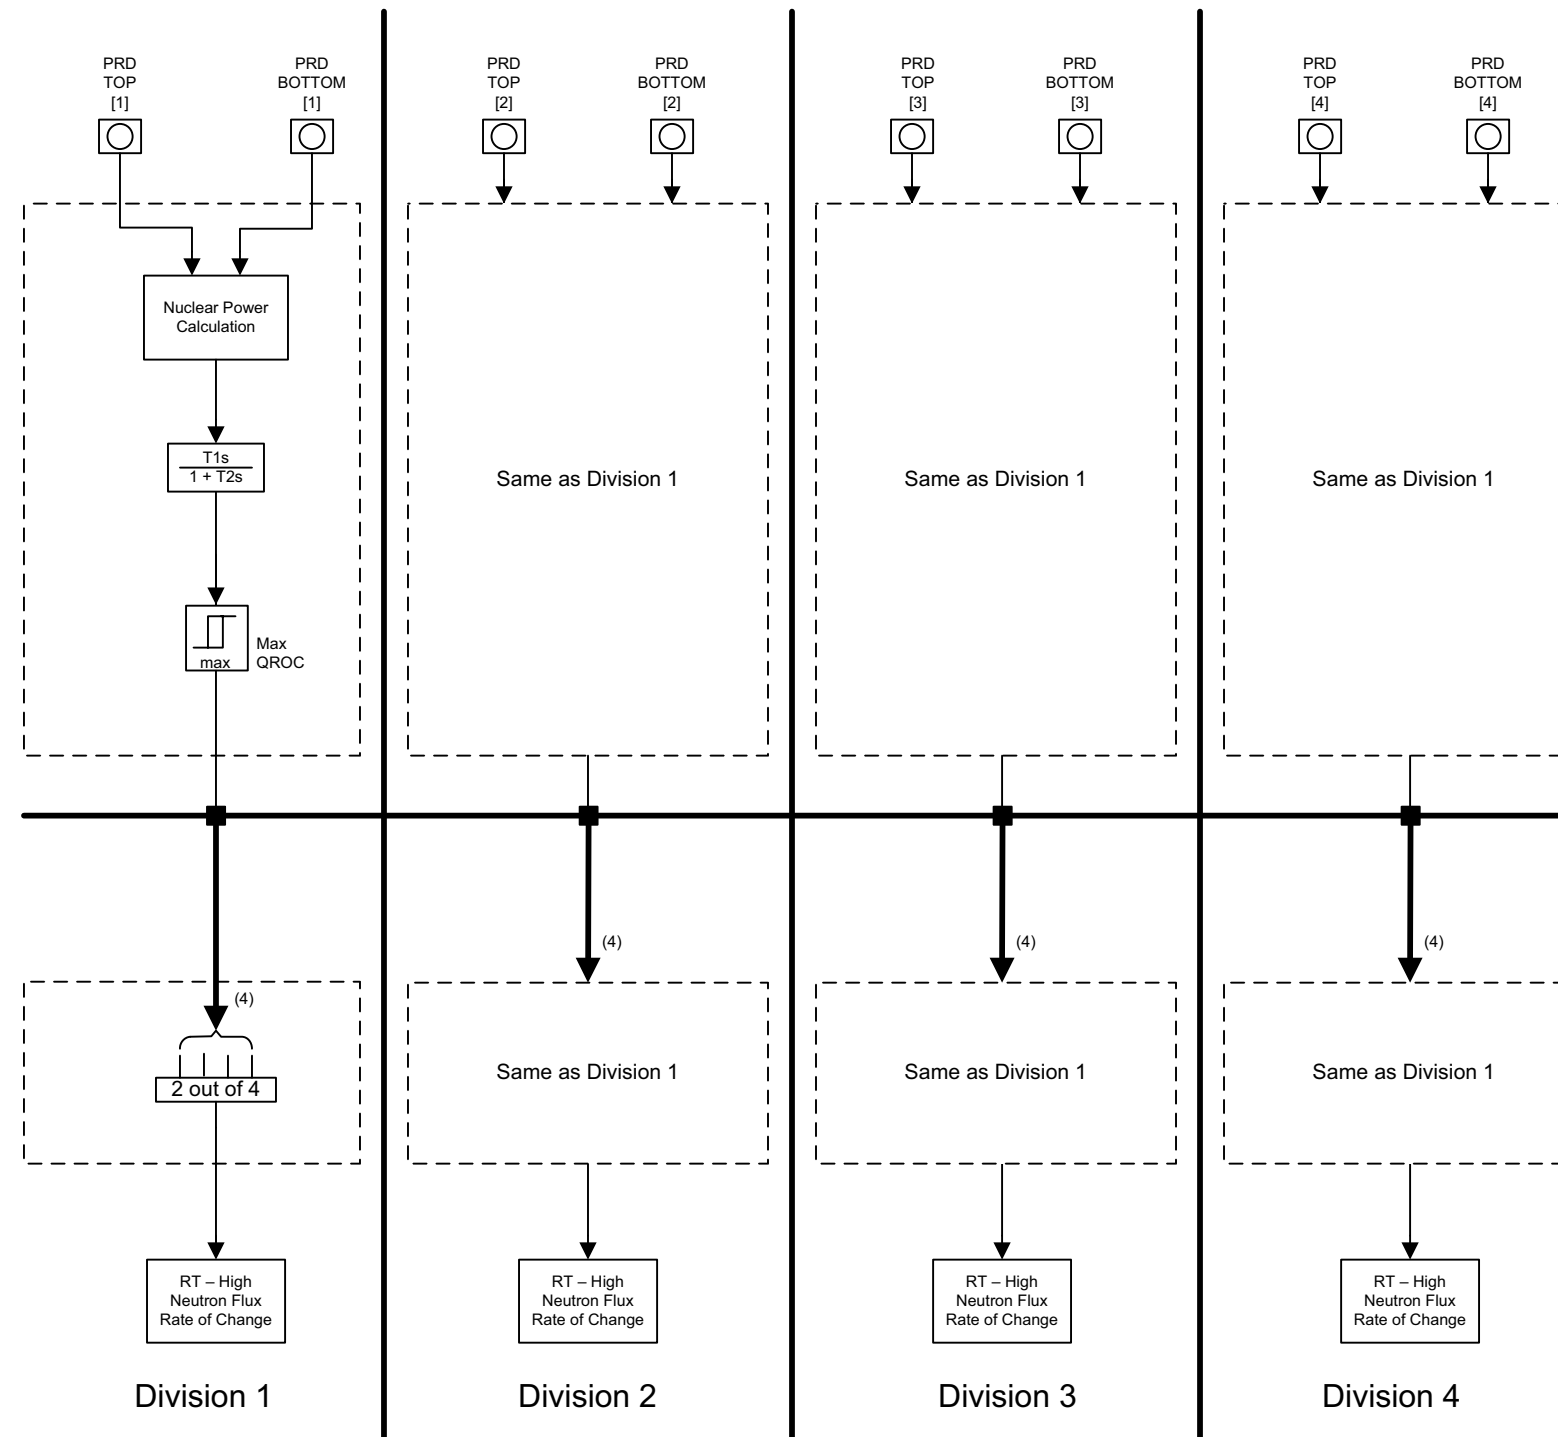 PRD
TOP
[1]
PRD
BOTTOM
[1]
PRD
TOP
[2]
PRD
BOTTOM
[2]
PRD
TOP
[3]
PRD
BOTTOM
[3]
PRD
TOP
[4]
PRD
BOTTOM
[4]
Nuclear Power
Calculation
T1s
1 + T2s
Same as Division 1
Same as Division 1
Same as Division 1
max
Max
QROC
(4)
(4)
(4)
(4)
2 out of 4
Same as Division 1
Same as Division 1
Same as Division 1
RT – High
Neutron Flux
Rate of Change
RT – High
Neutron Flux
Rate of Change
RT – High
Neutron Flux
Rate of Change
RT – High
Neutron Flux
Rate of Change
Division 1
Division 2
Division 3
Division 4